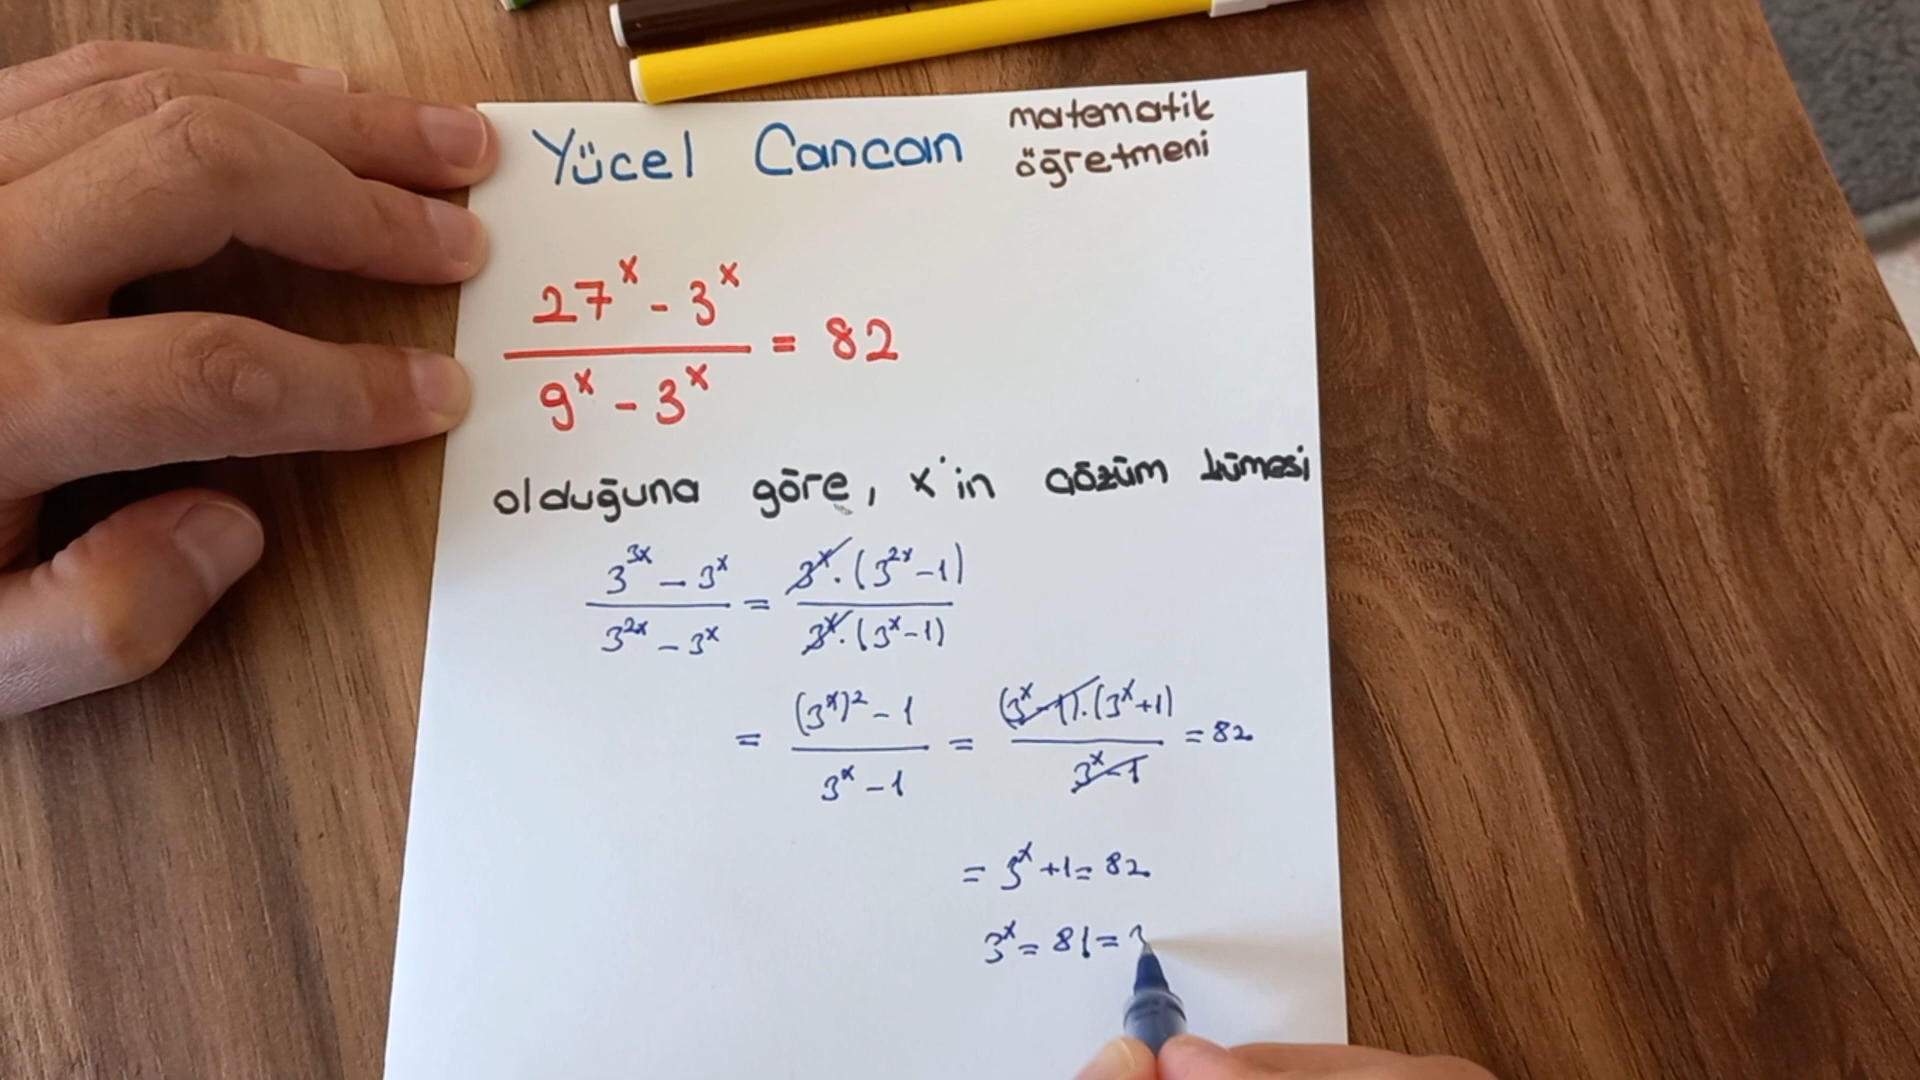 Yücel Cancan matematik öğretmeni
27^x - 3^x / 9^x - 3^x = 82
olduğuna göre, x'in çözüm kümesi
3^3x - 3^x / 3^2x - 3^x = 3^x . (3^2x - 1) / 3^x . (3^x - 1)
= (3^x)^2 - 1 / 3^x - 1 = (3^x - 1) . (3^x + 1) / 3^x - 1 = 82
= 3^x + 1 = 82
3^x = 81 =